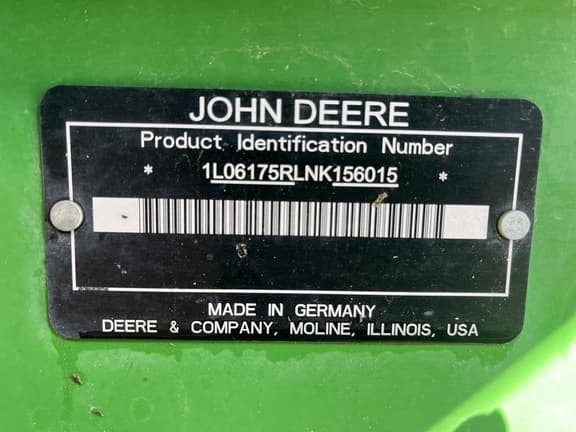 JOHN DEERE
Product Identification Number
* 1L06175RLNK156015 *
MADE IN GERMANY
DEERE & COMPANY, MOLINE, ILLINOIS, USA